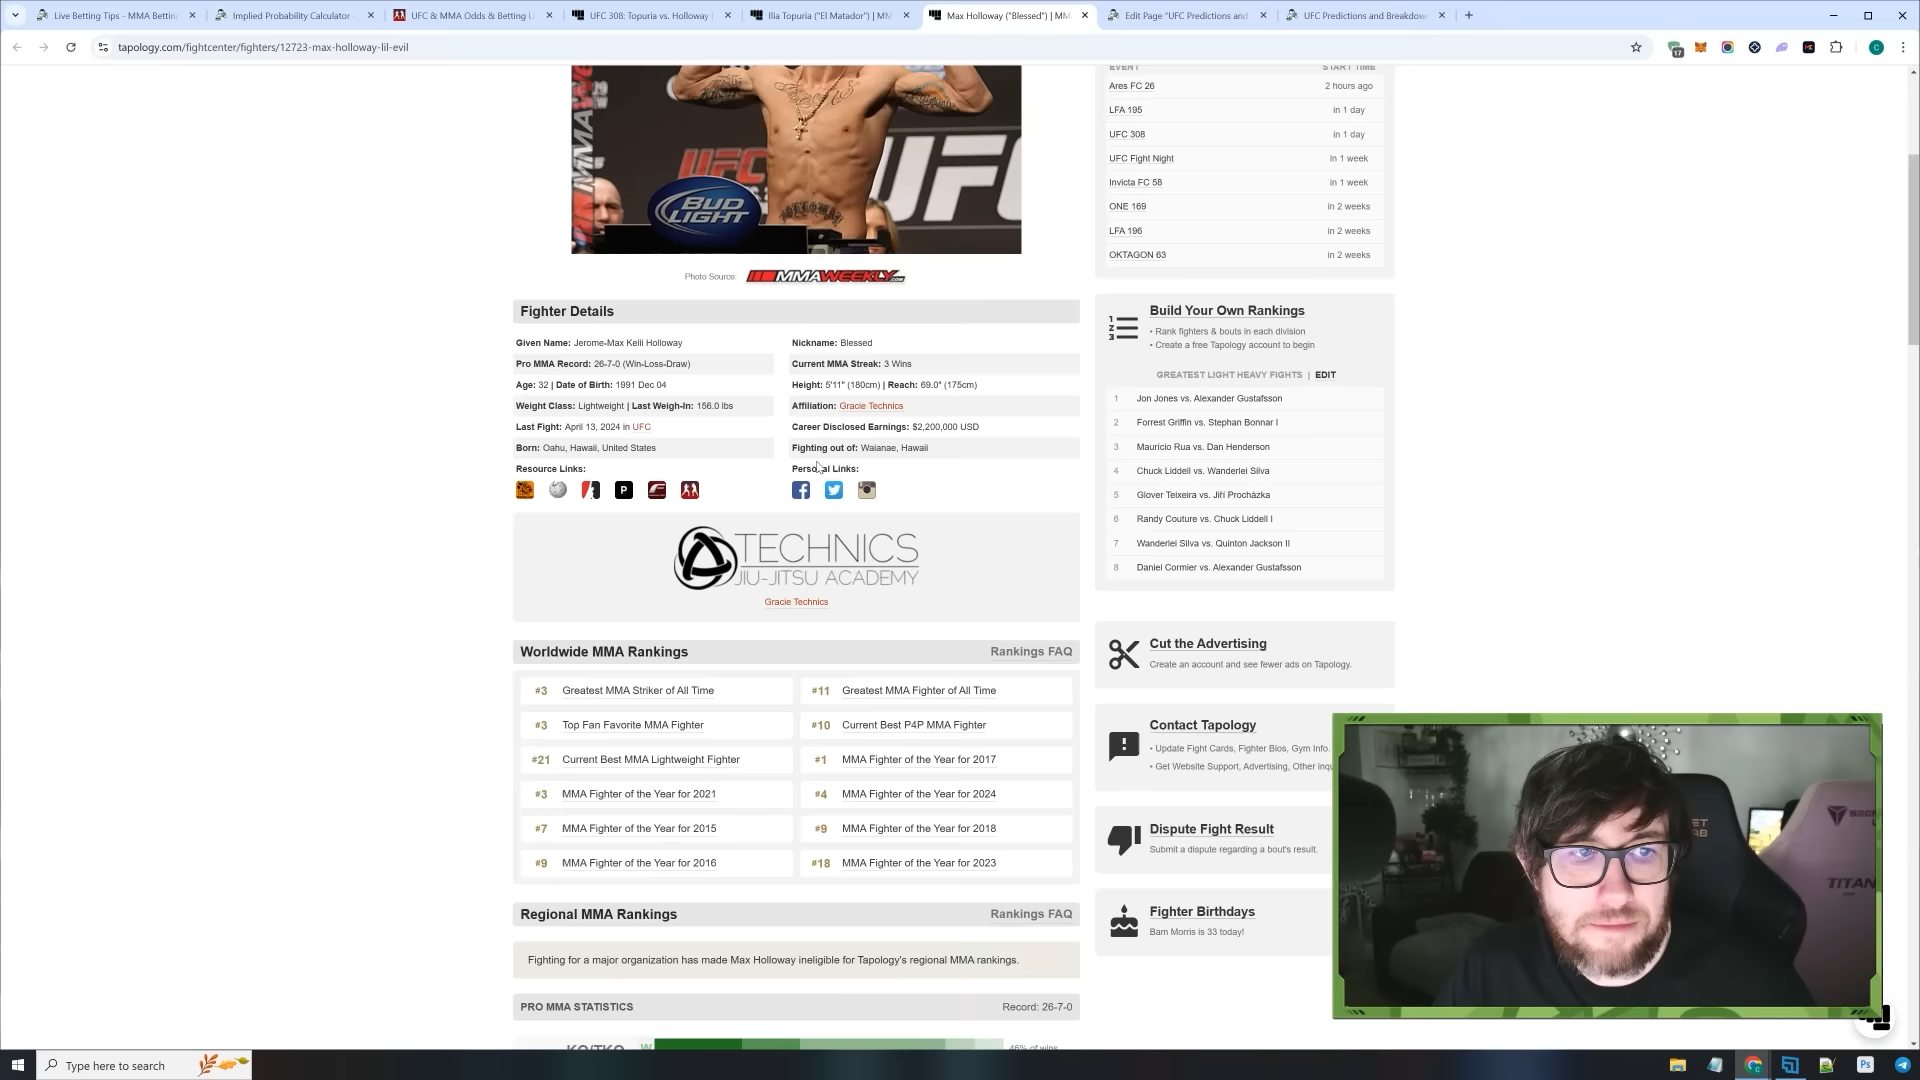 Live Betting Tips - MMA Betting
Implied Probability Calculator -
UFC & MMA Odds & Betting L
UFC 308: Topuria vs. Holloway
Ilia Topuria ("El Matador") | MM
Max Holloway ("Blessed") | MM
Edit Page "UFC Predictions and
UFC Predictions and Breakdow
tapology.com/fightcenter/fighters/12723-max-holloway-lil-evil
17
C
MMAW
UFC
UFC
BUD
LIGHT
Photo Source:
MMAWEEKLY.COM
EVENT START TIME
Ares FC 26 2 hours ago
LFA 195 in 1 day
UFC 308 in 1 day
UFC Fight Night in 1 week
Invicta FC 58 in 1 week
ONE 169 in 2 weeks
LFA 196 in 2 weeks
OKTAGON 63 in 2 weeks
Fighter Details
Given Name: Jerome-Max Kelii Holloway
Nickname: Blessed
Pro MMA Record: 26-7-0 (Win-Loss-Draw)
Current MMA Streak: 3 Wins
Age: 32 | Date of Birth: 1991 Dec 04
Height: 5'11" (180cm) | Reach: 69.0" (175cm)
Weight Class: Lightweight | Last Weigh-In: 156.0 lbs
Affiliation: Gracie Technics
Last Fight: April 13, 2024 in UFC
Career Disclosed Earnings: $2,200,000 USD
Born: Oahu, Hawaii, United States
Fighting out of: Waianae, Hawaii
Resource Links:
Personal Links:
P
TECHNICS
JIU-JITSU ACADEMY
Gracie Technics
Build Your Own Rankings
• Rank fighters & bouts in each division
• Create a free Tapology account to begin
GREATEST LIGHT HEAVY FIGHTS | EDIT
1 Jon Jones vs. Alexander Gustafsson
2 Forrest Griffin vs. Stephan Bonnar I
3 Maurício Rua vs. Dan Henderson
4 Chuck Liddell vs. Wanderlei Silva
5 Glover Teixeira vs. Jiří Procházka
6 Randy Couture vs. Chuck Liddell I
7 Wanderlei Silva vs. Quinton Jackson II
8 Daniel Cormier vs. Alexander Gustafsson
Worldwide MMA Rankings Rankings FAQ
#3 Greatest MMA Striker of All Time
#11 Greatest MMA Fighter of All Time
#3 Top Fan Favorite MMA Fighter
#10 Current Best P4P MMA Fighter
#21 Current Best MMA Lightweight Fighter
#1 MMA Fighter of the Year for 2017
#3 MMA Fighter of the Year for 2021
#4 MMA Fighter of the Year for 2024
#7 MMA Fighter of the Year for 2015
#9 MMA Fighter of the Year for 2018
#9 MMA Fighter of the Year for 2016
#18 MMA Fighter of the Year for 2023
Cut the Advertising
Create an account and see fewer ads on Tapology.
Contact Tapology
• Update Fight Cards, Fighter Bios, Gym Info.
• Get Website Support, Advertising, Other Inqu
Dispute Fight Result
Submit a dispute regarding a bout's result.
Fighter Birthdays
Bam Morris is 33 today!
TITAN
Regional MMA Rankings Rankings FAQ
Fighting for a major organization has made Max Holloway ineligible for Tapology's regional MMA rankings.
PRO MMA STATISTICS Record: 26-7-0
KO/TKO W 46% of wins
Type here to search
Ps